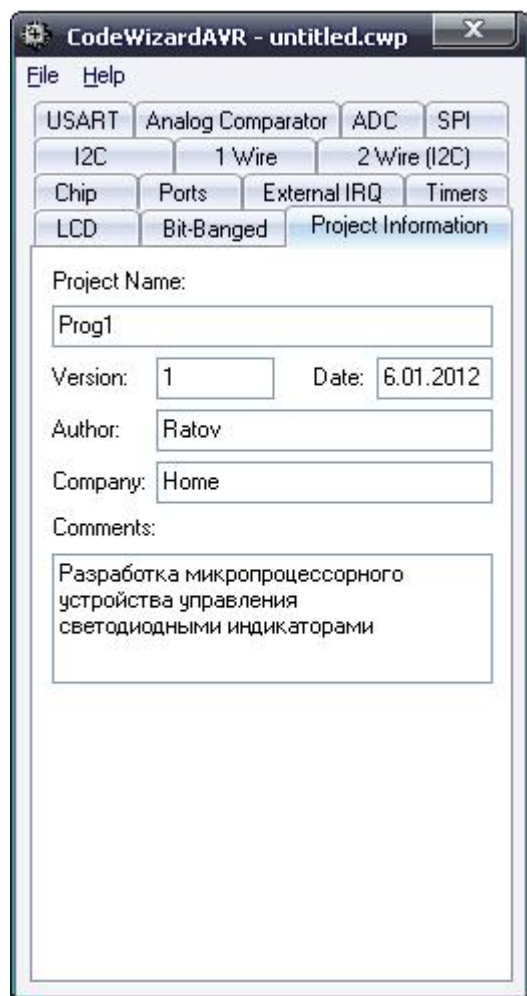 CodeWizardAVR - untitled.cwp
File Help
USART Analog Comparator ADC SPI
I2C 1 Wire 2 Wire (I2C)
Chip Ports External IRQ Timers
LCD Bit-Banged Project Information
Project Name:
Prog1
Version: 1 Date: 6.01.2012
Author: Ratov
Company: Home
Comments:
Разработка микропроцессорного
устройства управления
светодиодными индикаторами